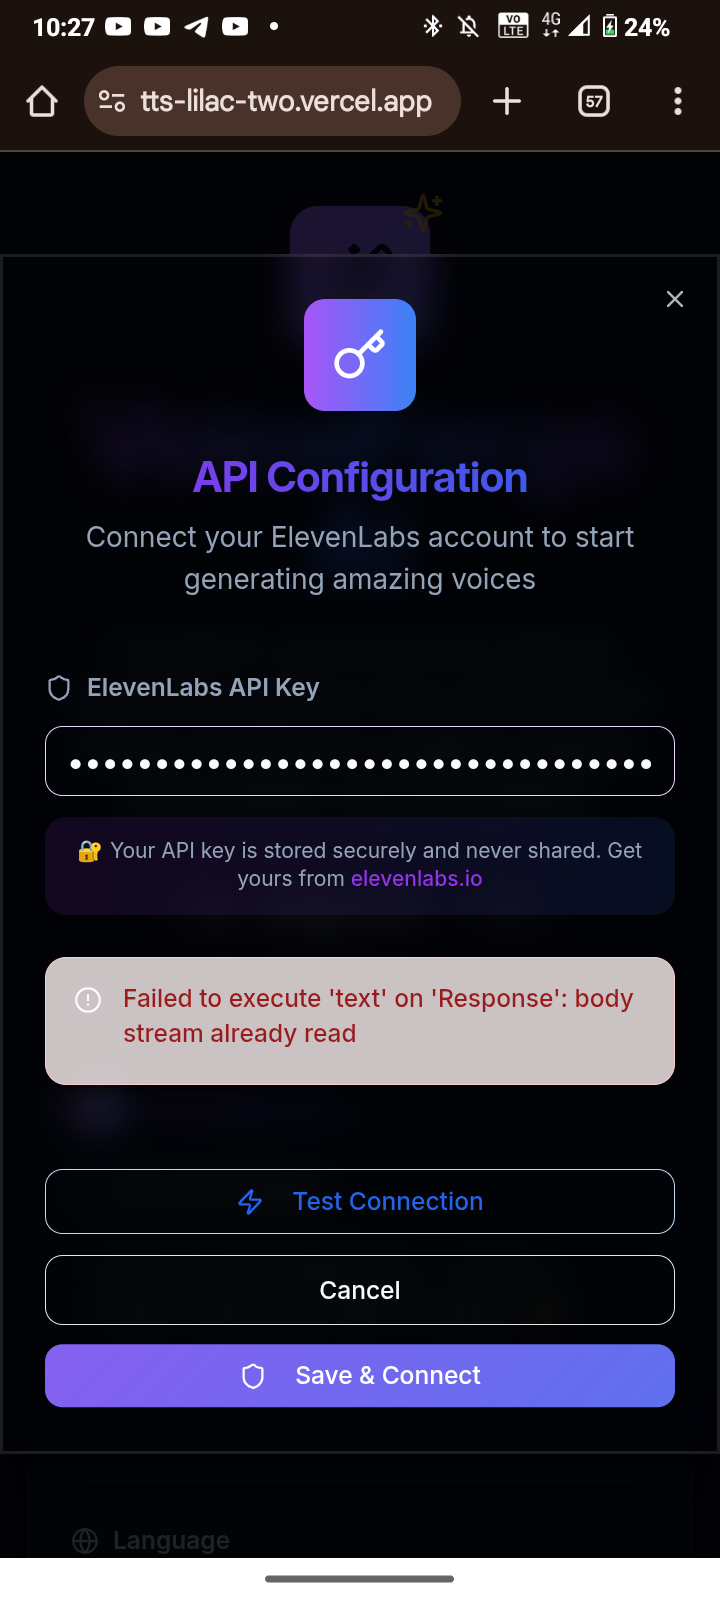 10:27
VO
LTE
4G
24%
tts-lilac-two.vercel.app
57
API Configuration
Connect your ElevenLabs account to start
generating amazing voices
ElevenLabs API Key
🔐 Your API key is stored securely and never shared. Get
yours from elevenlabs.io
Failed to execute 'text' on 'Response': body
stream already read
Test Connection
Cancel
Save & Connect
Language